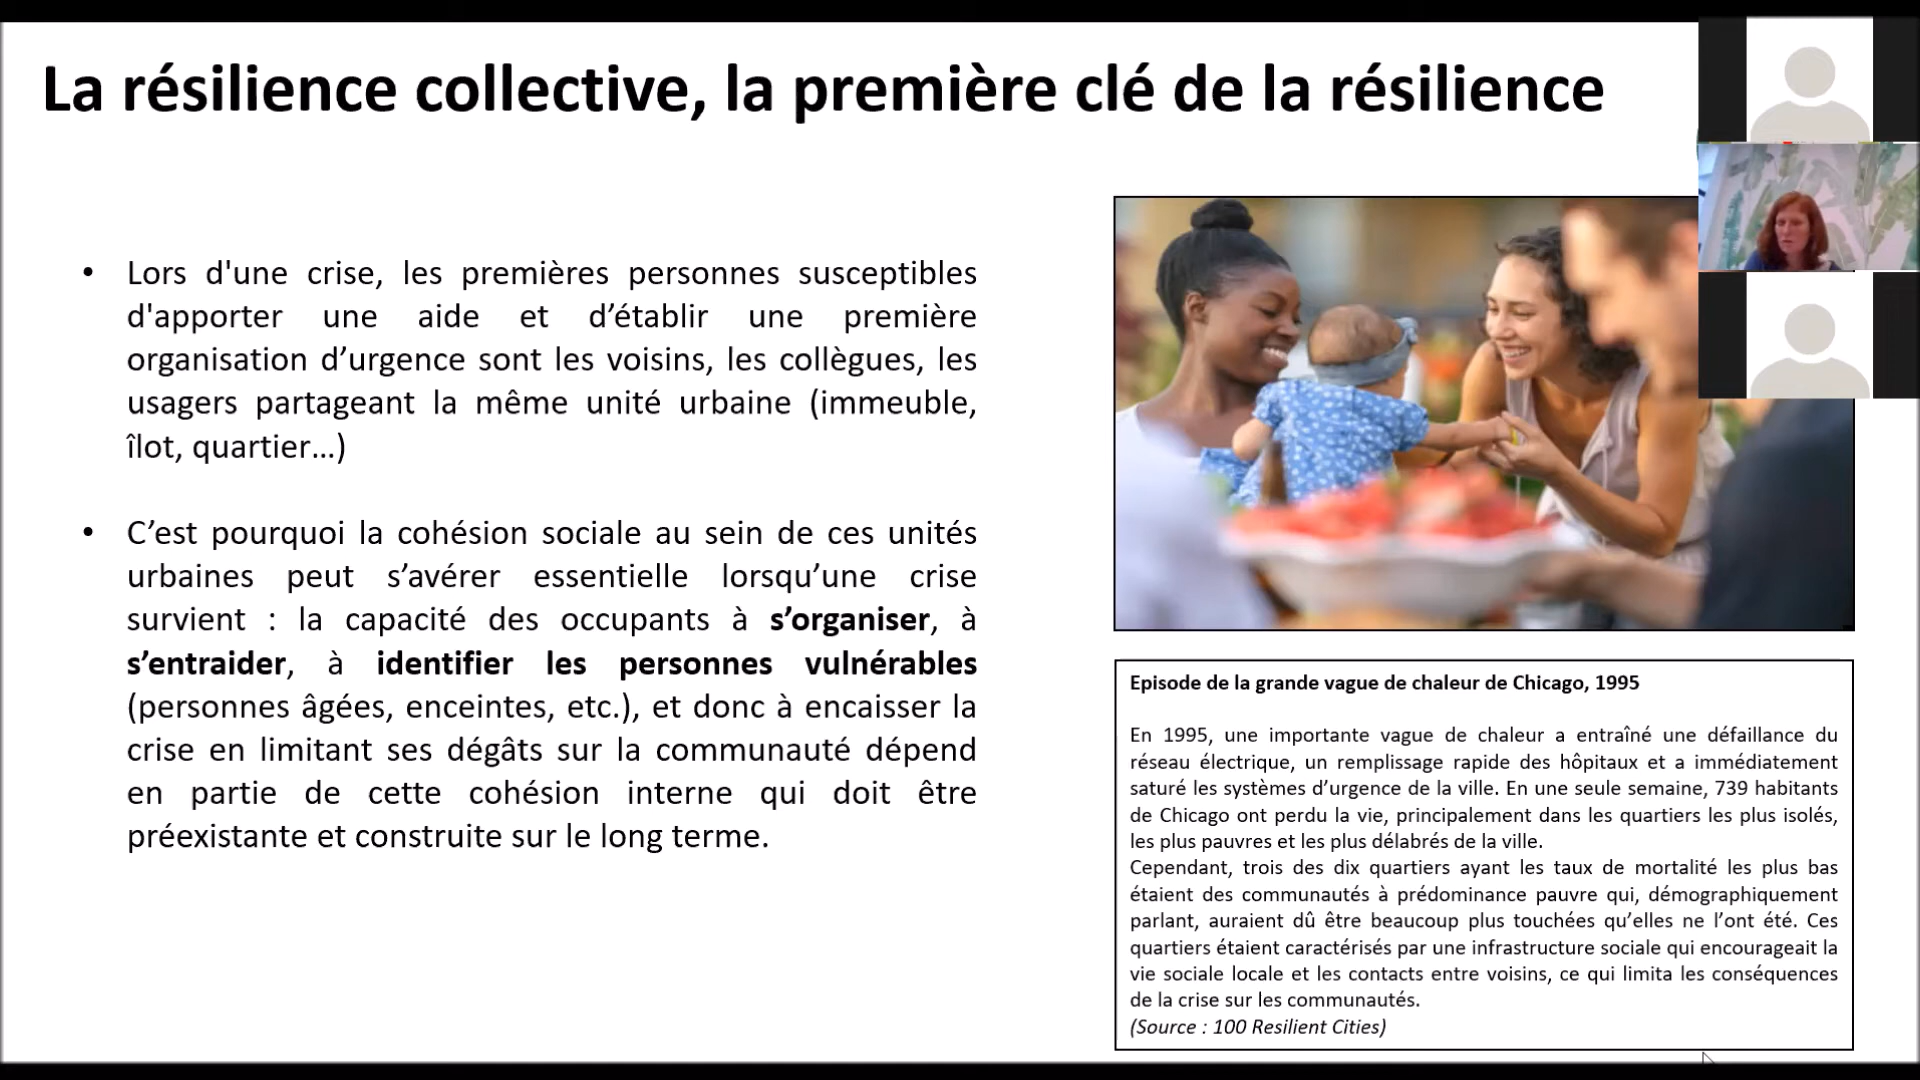 La résilience collective, la première clé de la résilience
• Lors d'une crise, les premières personnes susceptibles
d'apporter une aide et d’établir une première
organisation d’urgence sont les voisins, les collègues, les
usagers partageant la même unité urbaine (immeuble,
îlot, quartier…)
• C’est pourquoi la cohésion sociale au sein de ces unités
urbaines peut s’avérer essentielle lorsqu’une crise
survient : la capacité des occupants à s’organiser, à
s’entraider, à identifier les personnes vulnérables
(personnes âgées, enceintes, etc.), et donc à encaisser la
crise en limitant ses dégâts sur la communauté dépend
en partie de cette cohésion interne qui doit être
préexistante et construite sur le long terme.
Episode de la grande vague de chaleur de Chicago, 1995
En 1995, une importante vague de chaleur a entraîné une défaillance du
réseau électrique, un remplissage rapide des hôpitaux et a immédiatement
saturé les systèmes d’urgence de la ville. En une seule semaine, 739 habitants
de Chicago ont perdu la vie, principalement dans les quartiers les plus isolés,
les plus pauvres et les plus délabrés de la ville.
Cependant, trois des dix quartiers ayant les taux de mortalité les plus bas
étaient des communautés à prédominance pauvre qui, démographiquement
parlant, auraient dû être beaucoup plus touchées qu’elles ne l’ont été. Ces
quartiers étaient caractérisés par une infrastructure sociale qui encourageait la
vie sociale locale et les contacts entre voisins, ce qui limita les conséquences
de la crise sur les communautés.
(Source : 100 Resilient Cities)